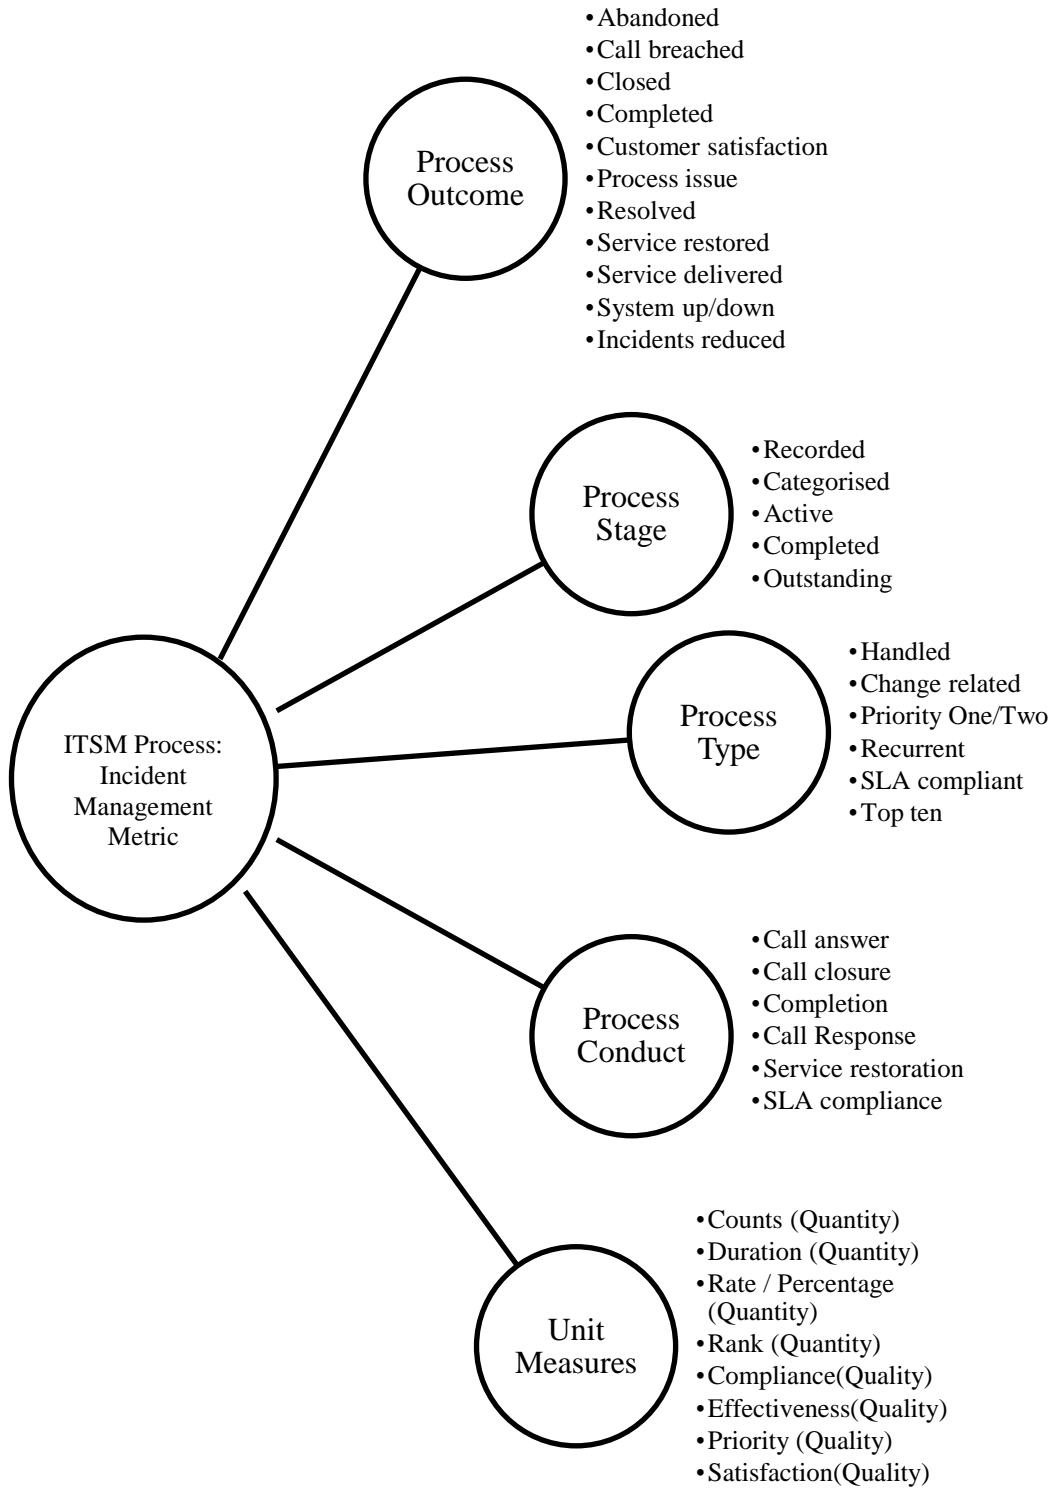 •Abandoned
•Call breached
•Closed
•Completed
•Customer satisfaction
•Process issue
•Resolved
•Service restored
•Service delivered
•System up/down
•Incidents reduced
Process
Outcome
•Recorded
•Categorised
•Active
•Completed
•Outstanding
Process
Stage
•Handled
•Change related
•Priority One/Two
•Recurrent
•SLA compliant
•Top ten
Process
Type
ITSM Process:
Incident
Management
Metric
•Call answer
•Call closure
•Completion
•Call Response
•Service restoration
•SLA compliance
Process
Conduct
•Counts (Quantity)
•Duration (Quantity)
•Rate / Percentage
(Quantity)
•Rank (Quantity)
•Compliance(Quality)
•Effectiveness(Quality)
•Priority (Quality)
•Satisfaction(Quality)
Unit
Measures